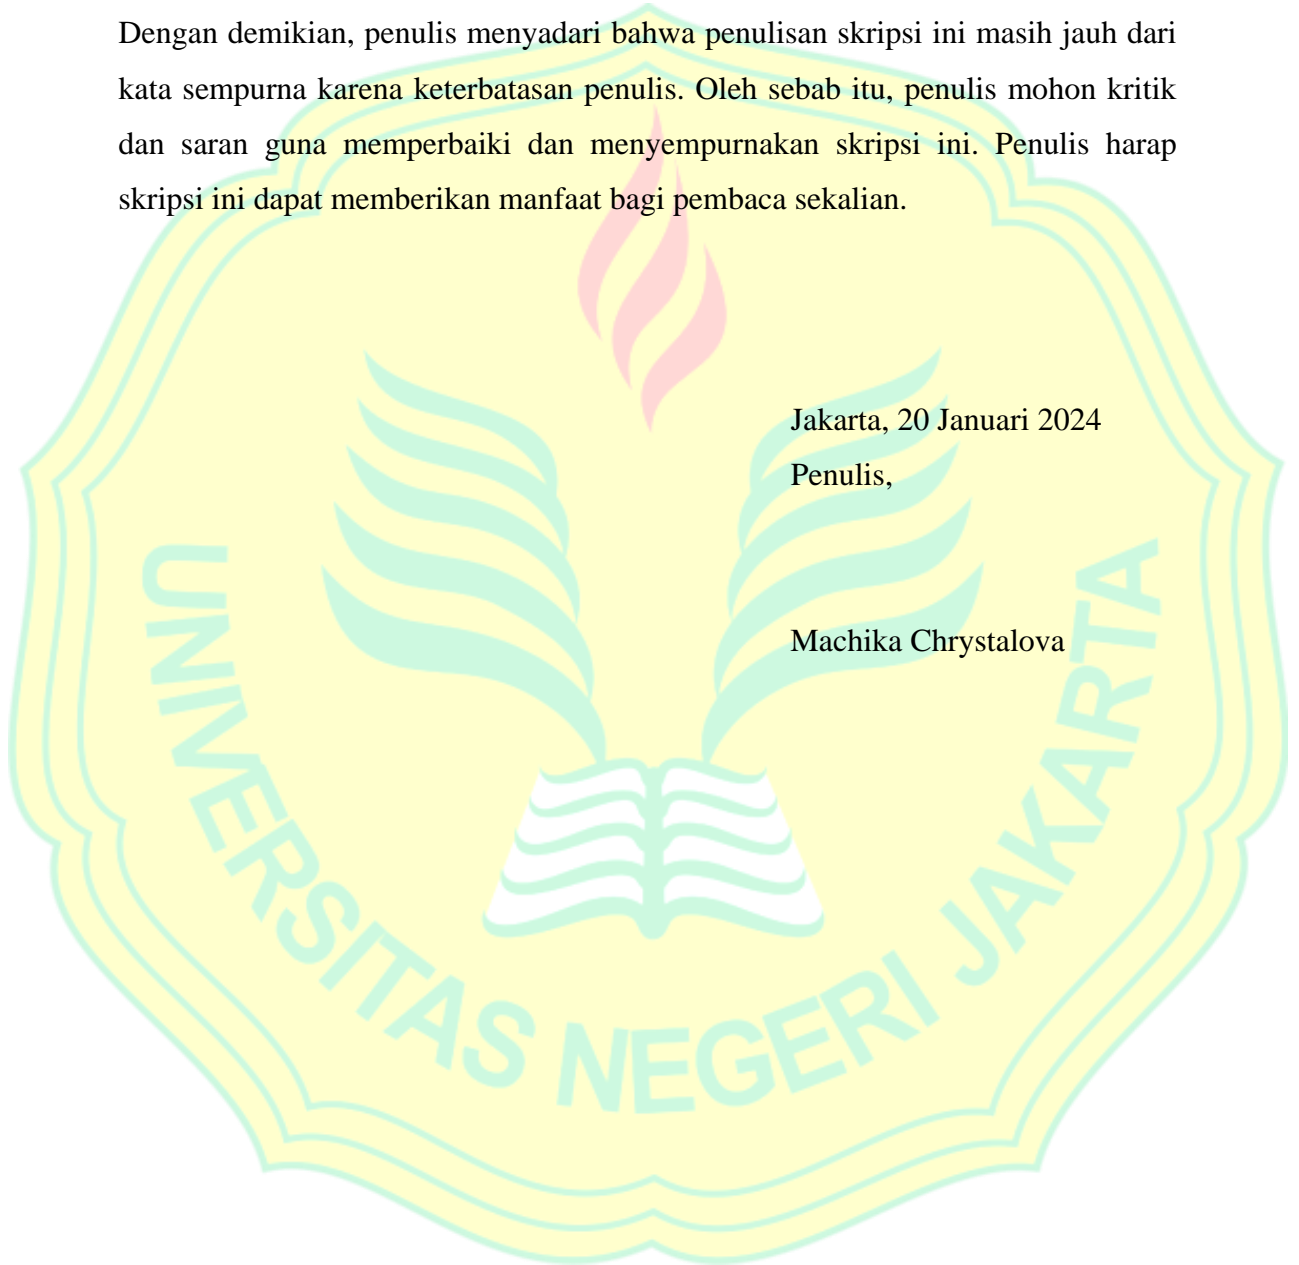 Dengan demikian, penulis menyadari bahwa penulisan skripsi ini masih jauh dari
kata sempurna karena keterbatasan penulis. Oleh sebab itu, penulis mohon kritik
dan saran guna memperbaiki dan menyempurnakan skripsi ini. Penulis harap
skripsi ini dapat memberikan manfaat bagi pembaca sekalian.
Jakarta, 20 Januari 2024
Penulis,
Machika Chrystalova
UNIVERSITAS NEGERI JAKARTA